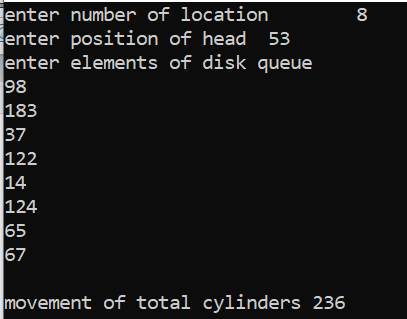 enter number of location 8
enter position of head 53
enter elements of disk queue
98
183
37
122
14
124
65
67
movement of total cylinders 236